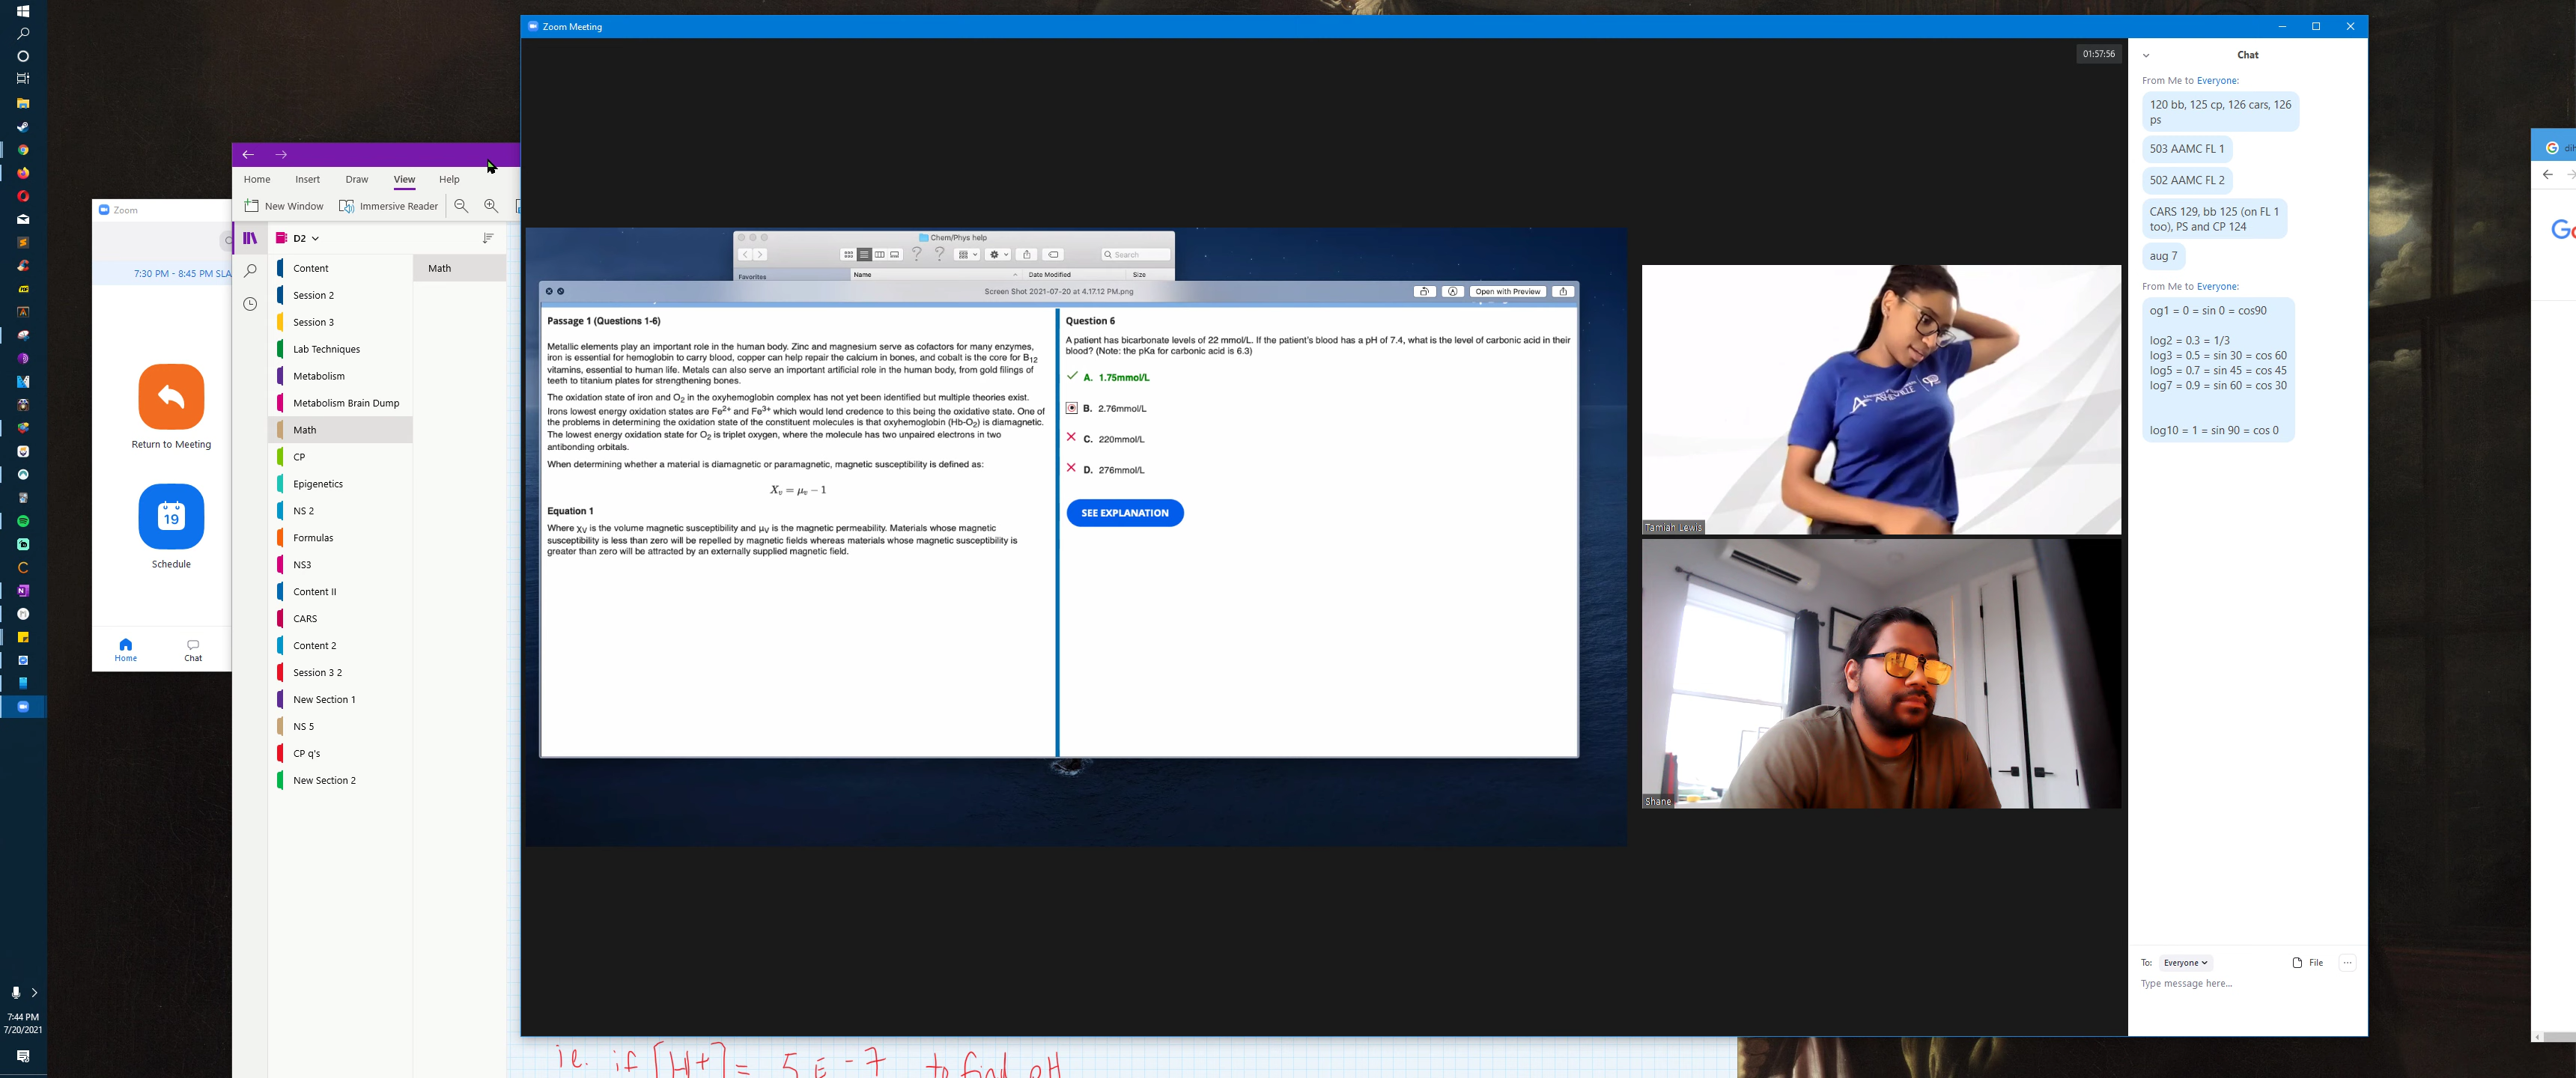 Zoom
7:30 PM - 8:45 PM SLA
Return to Meeting
19
Schedule
Home
Chat
7:44 PM
7/20/2021
Home Insert Draw View Help
New Window Immersive Reader
D2
Content
Session 2
Session 3
Lab Techniques
Metabolism
Metabolism Brain Dump
Math
CP
Epigenetics
NS 2
Formulas
NS3
Content II
CARS
Content 2
Session 3 2
New Section 1
NS 5
CP q's
New Section 2
Math
ie. if [H+] = 5 E -7 to find pH
Zoom Meeting
01:57:56
Chem/Phys help
Search
Favorites
Name Date Modified Size
Screen Shot 2021-07-20 at 4.17.12 PM.png
Open with Preview
Passage 1 (Questions 1-6)
Metallic elements play an important role in the human body. Zinc and magnesium serve as cofactors for many enzymes,
iron is essential for hemoglobin to carry blood, copper can help repair the calcium in bones, and cobalt is the core for B12
vitamins, essential to human life. Metals can also serve an important artificial role in the human body, from gold filings of
teeth to titanium plates for strengthening bones.
The oxidation state of iron and O2 in the oxyhemoglobin complex has not yet been identified but multiple theories exist.
Irons lowest energy oxidation states are Fe2+ and Fe3+ which would lend credence to this being the oxidative state. One of
the problems in determining the oxidation state of the constituent molecules is that oxyhemoglobin (Hb-O2) is diamagnetic.
The lowest energy oxidation state for O2 is triplet oxygen, where the molecule has two unpaired electrons in two
antibonding orbitals.
When determining whether a material is diamagnetic or paramagnetic, magnetic susceptibility is defined as:
Xv = μv − 1
Equation 1
Where χV is the volume magnetic susceptibility and μV is the magnetic permeability. Materials whose magnetic
susceptibility is less than zero will be repelled by magnetic fields whereas materials whose magnetic susceptibility is
greater than zero will be attracted by an externally supplied magnetic field.
Question 6
A patient has bicarbonate levels of 22 mmol/L. If the patient's blood has a pH of 7.4, what is the level of carbonic acid in their
blood? (Note: the pKa for carbonic acid is 6.3)
A. 1.75mmol/L
B. 2.76mmol/L
C. 220mmol/L
D. 276mmol/L
SEE EXPLANATION
ASHEVILLE
Tamiah Lewis
Shane
Chat
From Me to Everyone:
120 bb, 125 cp, 126 cars, 126
ps
503 AAMC FL 1
502 AAMC FL 2
CARS 129, bb 125 (on FL 1
too), PS and CP 124
aug 7
From Me to Everyone:
og1 = 0 = sin 0 = cos90
log2 = 0.3 = 1/3
log3 = 0.5 = sin 30 = cos 60
log5 = 0.7 = sin 45 = cos 45
log7 = 0.9 = sin 60 = cos 30
log10 = 1 = sin 90 = cos 0
To: Everyone File
Type message here...